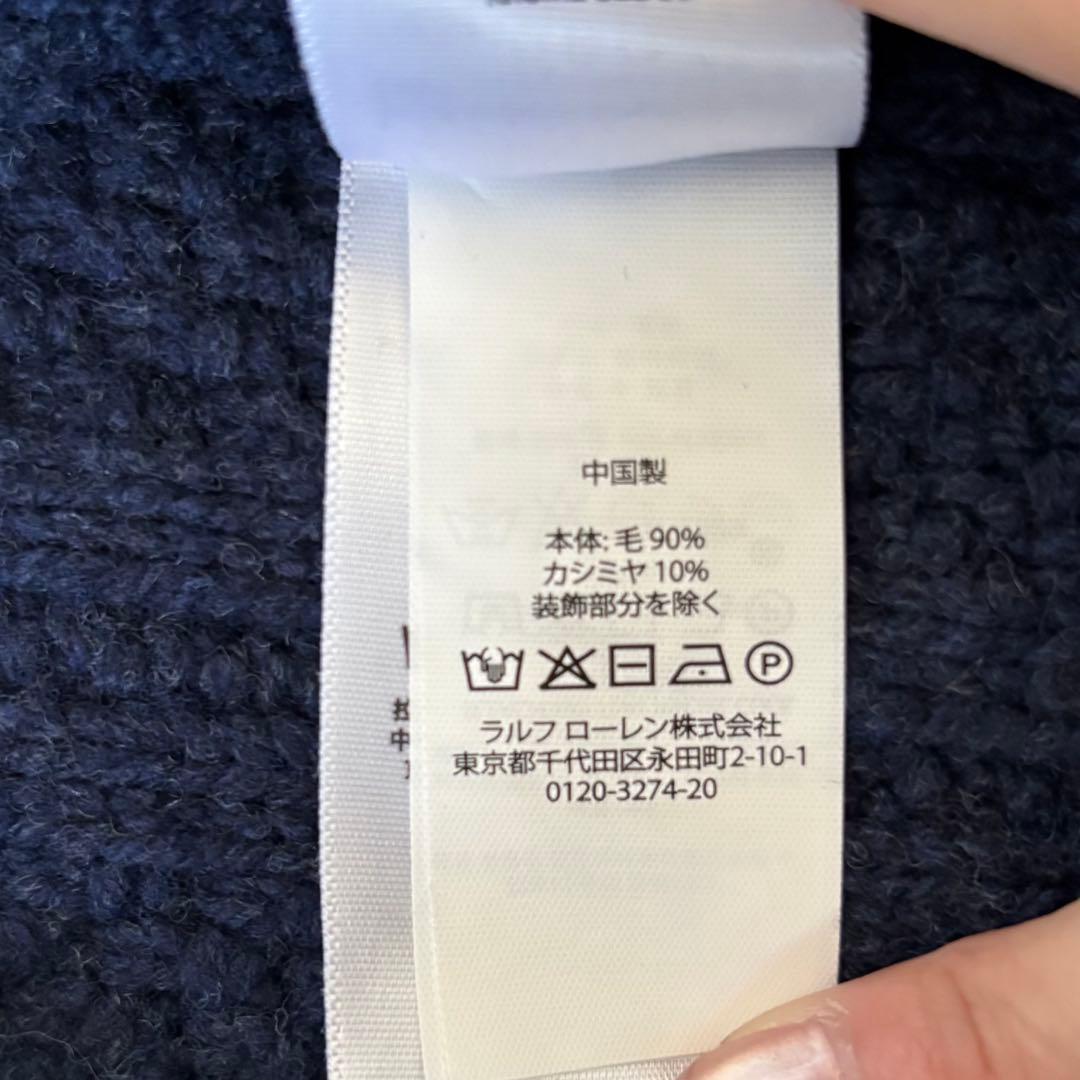 中国製
本体: 毛 90%
カシミヤ 10%
装飾部分を除く
P
ラルフ ローレン株式会社
東京都千代田区永田町2-10-1
0120-3274-20